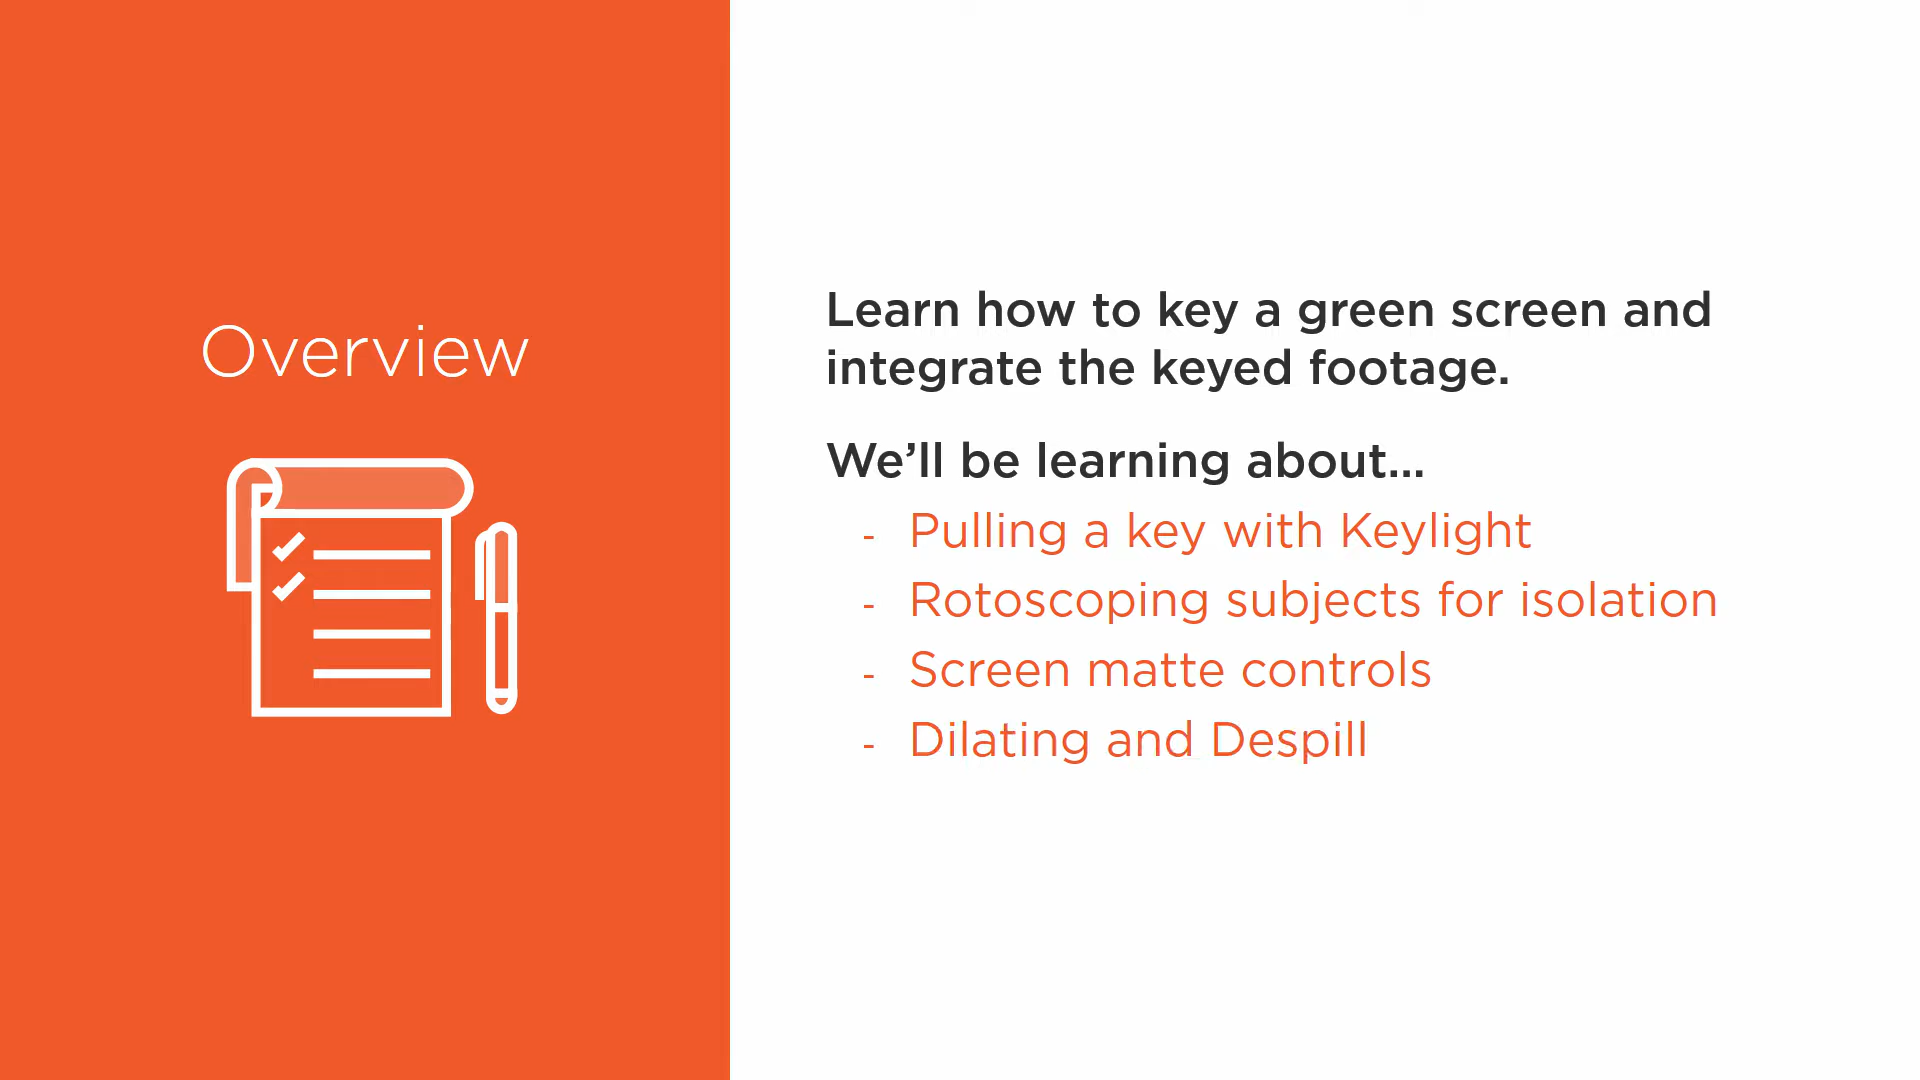 Overview
Learn how to key a green screen and
integrate the keyed footage.
We’ll be learning about...
- Pulling a key with Keylight
- Rotoscoping subjects for isolation
- Screen matte controls
- Dilating and Despill